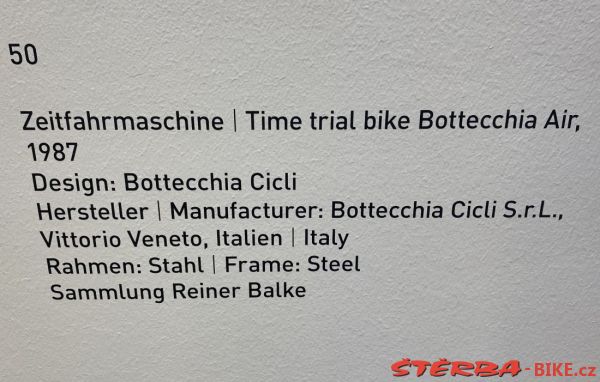 50
Zeitfahrmaschine | Time trial bike Bottecchia Air,
1987
Design: Bottecchia Cicli
Hersteller | Manufacturer: Bottecchia Cicli S.r.L.,
Vittorio Veneto, Italien | Italy
Rahmen: Stahl | Frame: Steel
Sammlung Reiner Balke
ŠTĚRBA-BIKE.cz